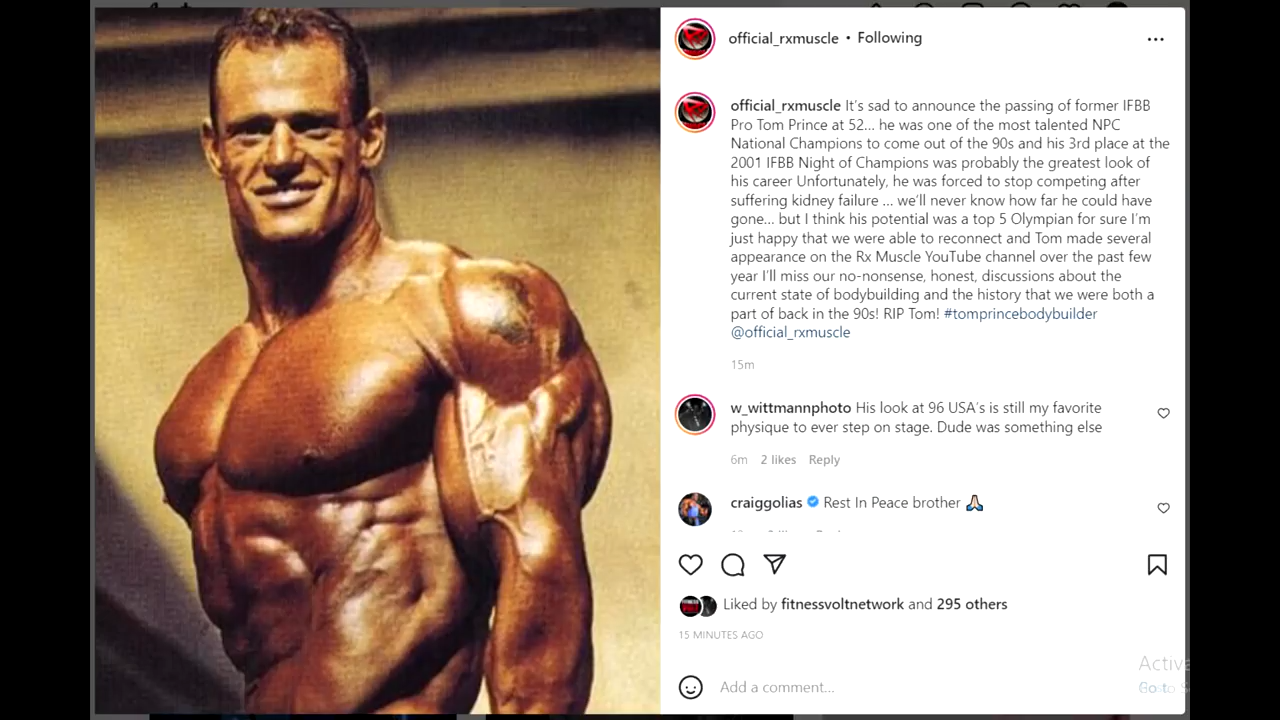 official_rxmuscle • Following
official_rxmuscle It's sad to announce the passing of former IFBB
Pro Tom Prince at 52... he was one of the most talented NPC
National Champions to come out of the 90s and his 3rd place at the
2001 IFBB Night of Champions was probably the greatest look of
his career Unfortunately, he was forced to stop competing after
suffering kidney failure ... we'll never know how far he could have
gone... but I think his potential was a top 5 Olympian for sure I'm
just happy that we were able to reconnect and Tom made several
appearance on the Rx Muscle YouTube channel over the past few
year I'll miss our no-nonsense, honest, discussions about the
current state of bodybuilding and the history that we were both a
part of back in the 90s! RIP Tom! #tomprincebodybuilder
@official_rxmuscle
15m
w_wittmannphoto His look at 96 USA's is still my favorite
physique to ever step on stage. Dude was something else
6m 2 likes Reply
craiggolias Rest In Peace brother 🙏🏻
Liked by fitnessvoltnetwork and 295 others
15 MINUTES AGO
Add a comment...